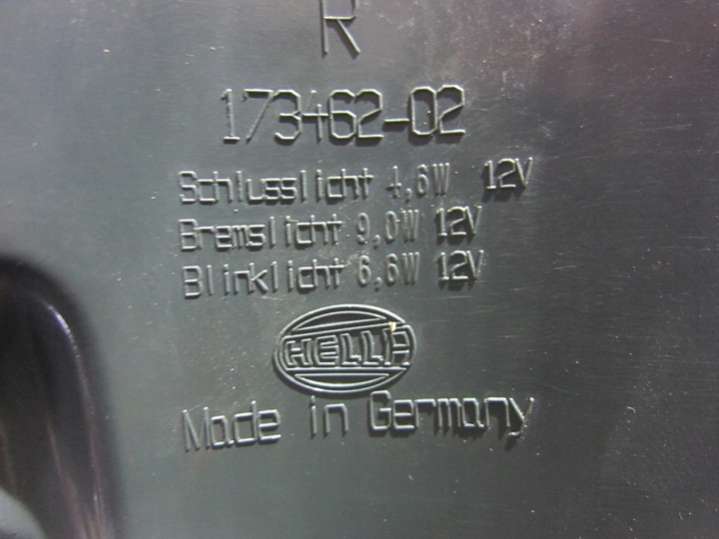 R
173462-02
Schlusslicht 4,6W 12V
Bremslicht 9,0W 12V
Blinklicht 6,6W 12V
HELLA
Made in Germany